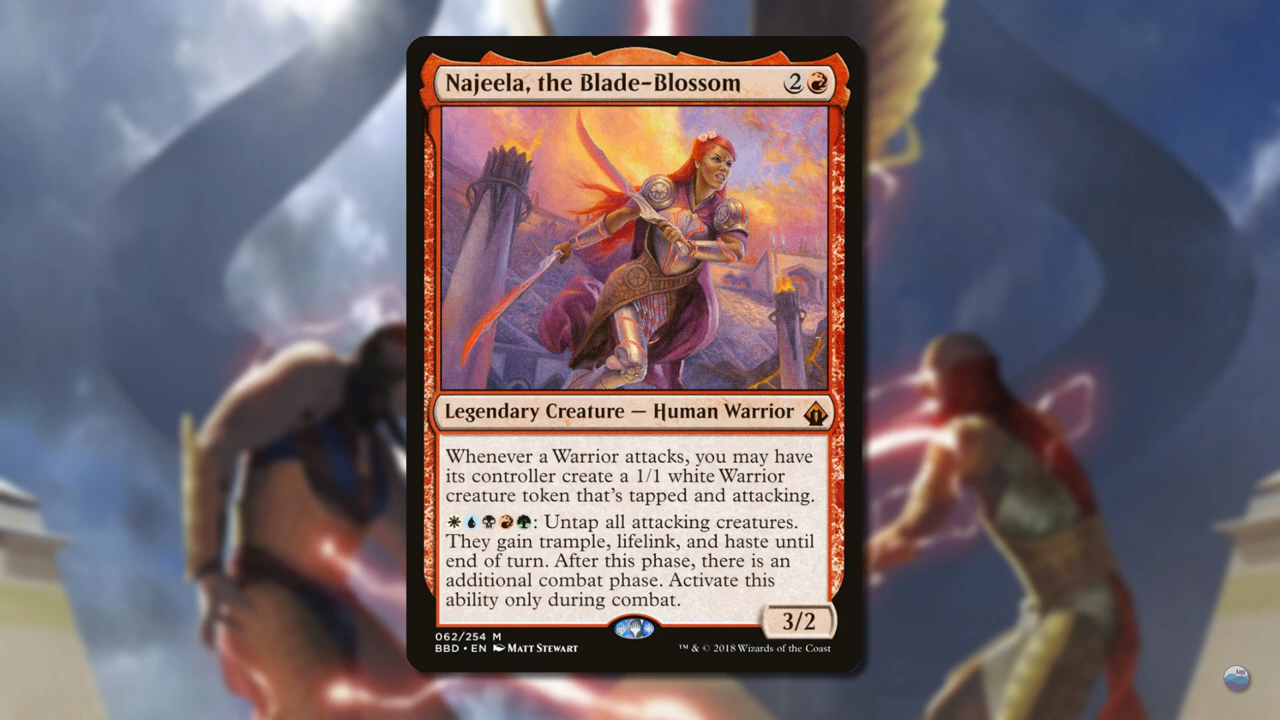 Najeela, the Blade-Blossom 2
Legendary Creature — Human Warrior
Whenever a Warrior attacks, you may have
its controller create a 1/1 white Warrior
creature token that's tapped and attacking.
: Untap all attacking creatures.
They gain trample, lifelink, and haste until
end of turn. After this phase, there is an
additional combat phase. Activate this
ability only during combat.
3/2
062/254 M
BBD • EN Matt Stewart
™ & © 2018 Wizards of the Coast